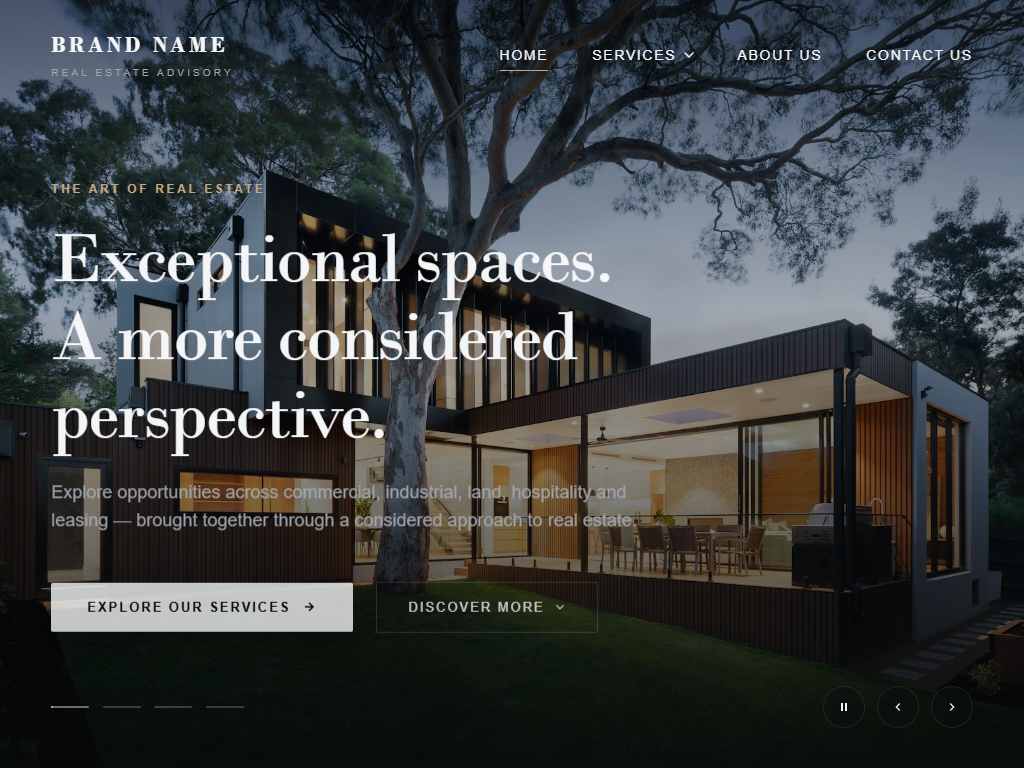 BRAND NAME
REAL ESTATE ADVISORY
HOME
SERVICES
ABOUT US
CONTACT US
THE ART OF REAL ESTATE
Exceptional spaces.
A more considered
perspective.
Explore opportunities across commercial, industrial, land, hospitality and
leasing — brought together through a considered approach to real estate.
EXPLORE OUR SERVICES →
DISCOVER MORE